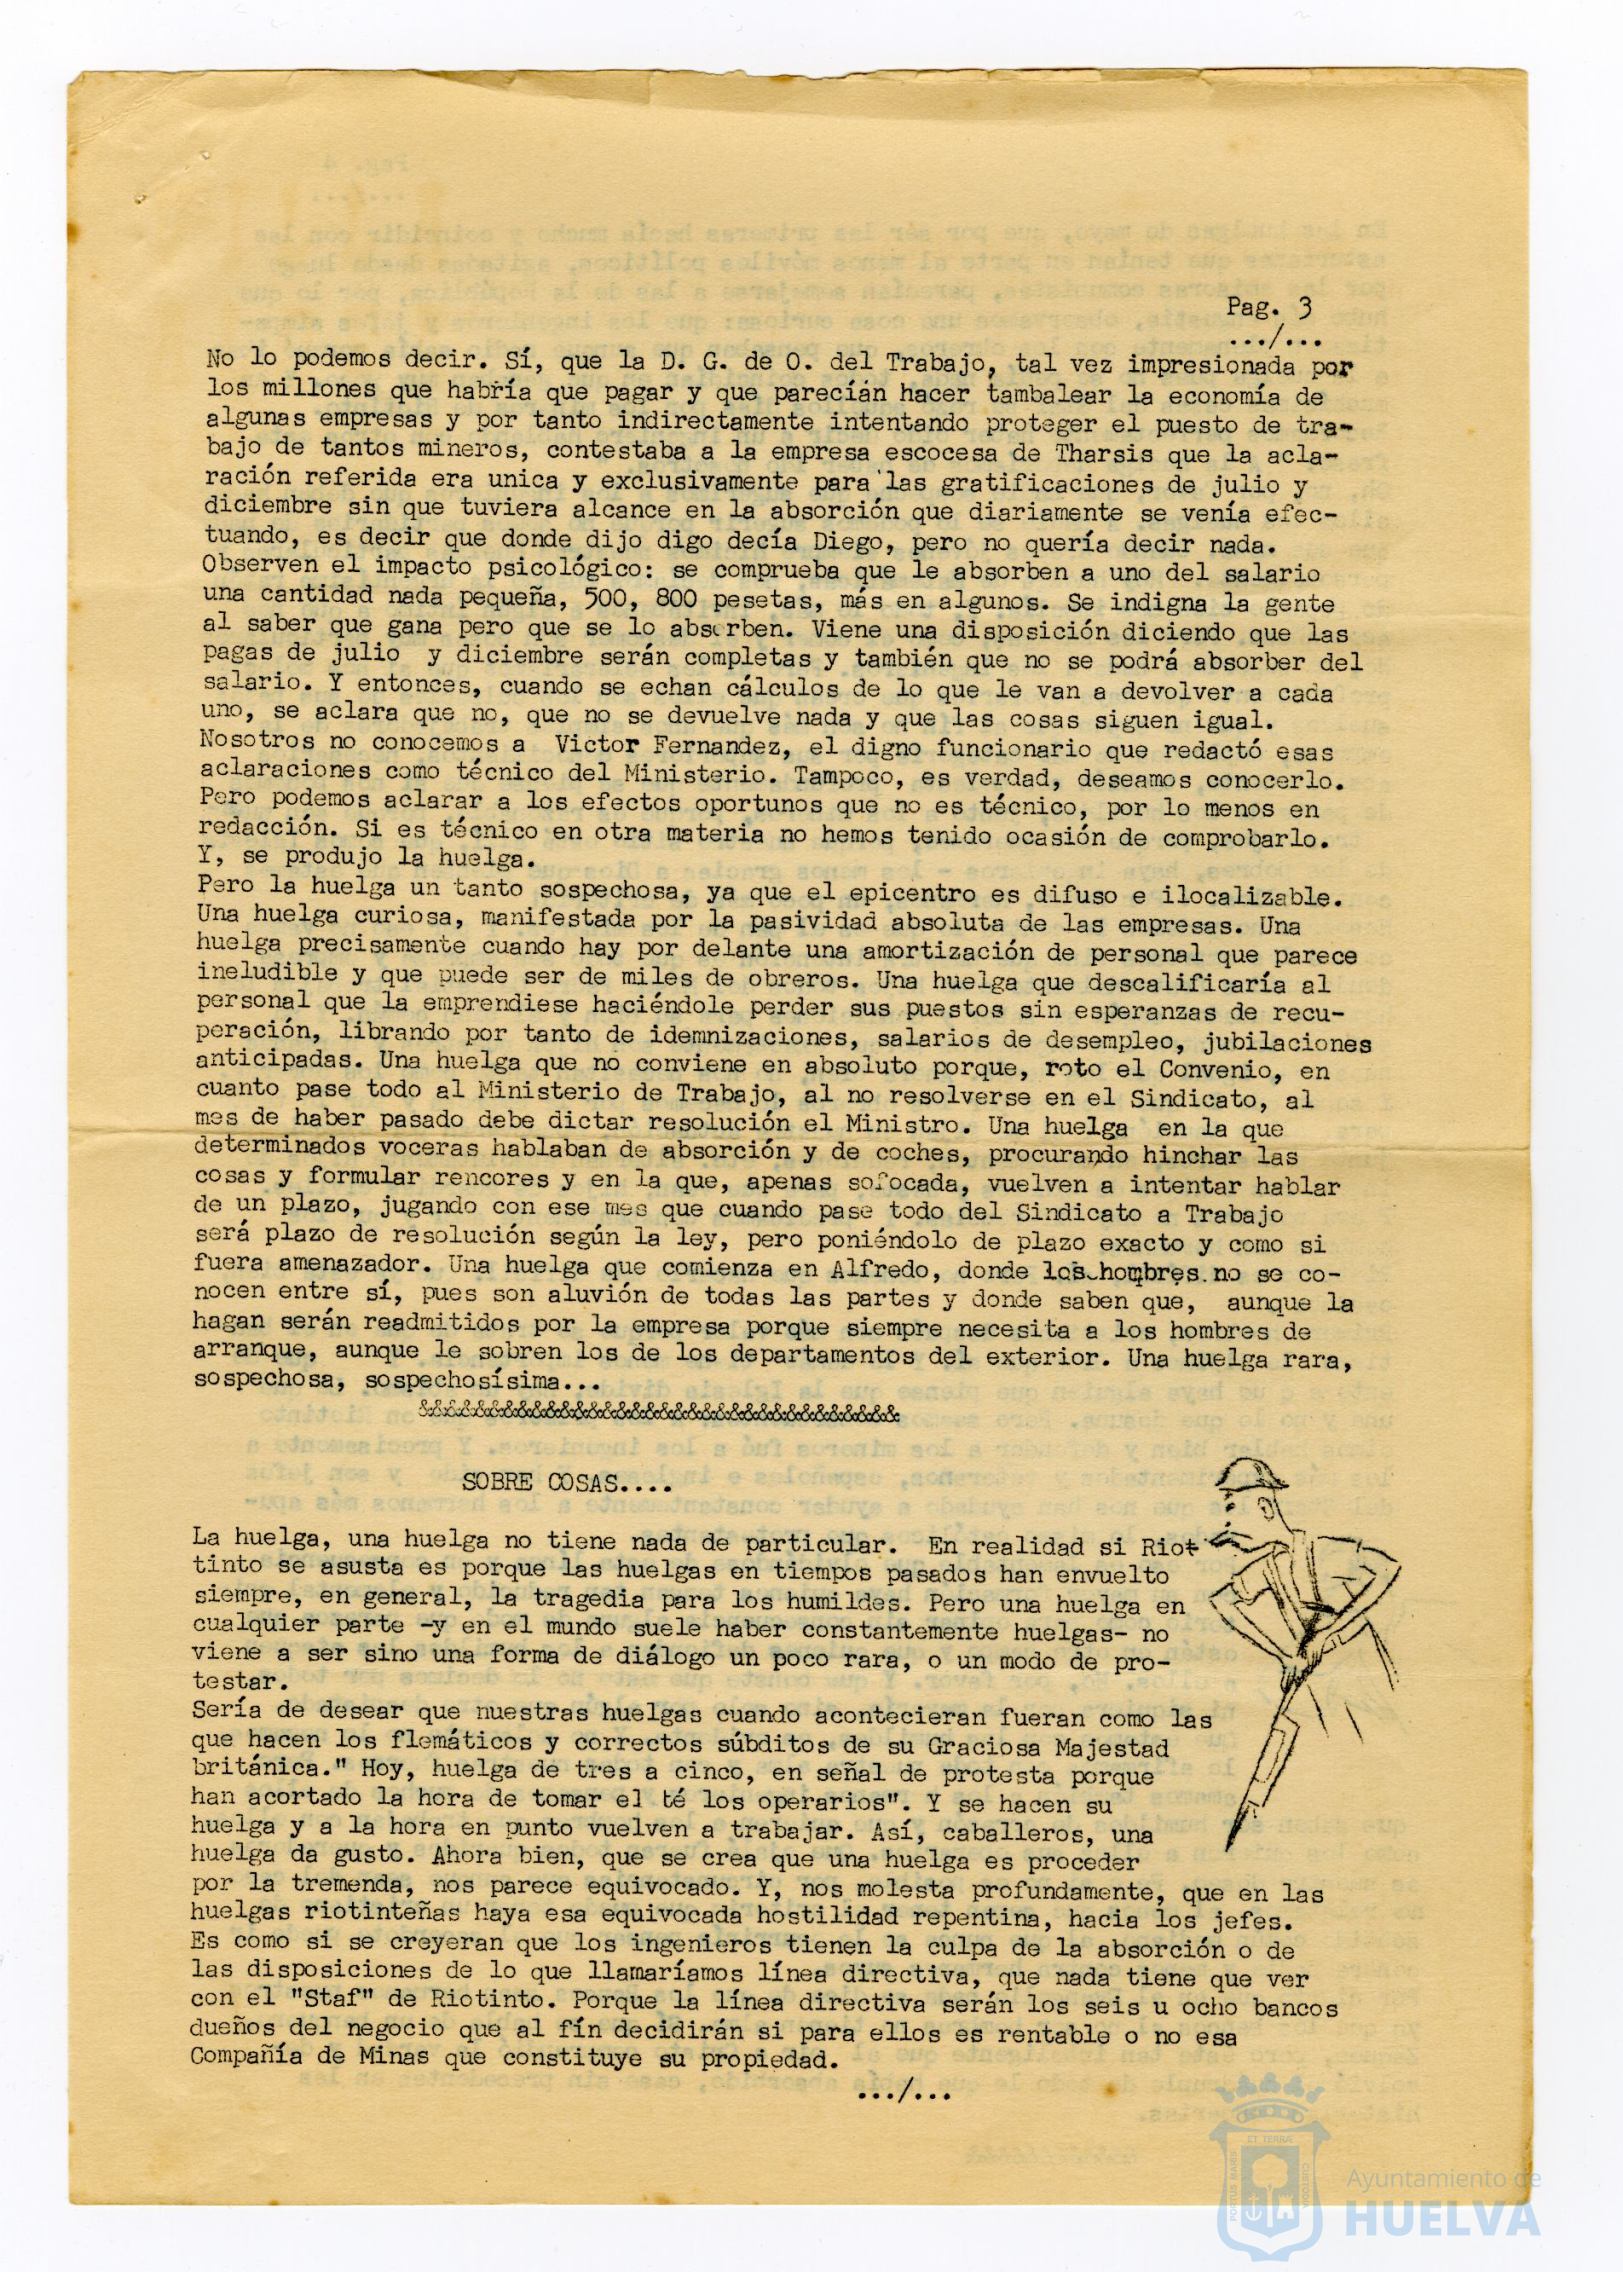 Pag. 3
.../...
No lo podemos decir. Sí, que la D. G. de O. del Trabajo, tal vez impresionada por
los millones que habría que pagar y que parecían hacer tambalear la economía de
algunas empresas y por tanto indirectamente intentando proteger el puesto de tra-
bajo de tantos mineros, contestaba a la empresa escocesa de Tharsis que la acla-
ración referida era unica y exclusivamente para las gratificaciones de julio y
diciembre sin que tuviera alcance en la absorción que diariamente se venía efec-
tuando, es decir que donde dijo digo decía Diego, pero no quería decir nada.
Observen el impacto psicológico: se comprueba que le absorben a uno del salario
una cantidad nada pequeña, 500, 800 pesetas, más en algunos. Se indigna la gente
al saber que gana pero que se lo absorben. Viene una disposición diciendo que las
pagas de julio y diciembre serán completas y también que no se podrá absorber del
salario. Y entonces, cuando se echan cálculos de lo que le van a devolver a cada
uno, se aclara que no, que no se devuelve nada y que las cosas siguen igual.
Nosotros no conocemos a Victor Fernandez, el digno funcionario que redactó esas
aclaraciones como técnico del Ministerio. Tampoco, es verdad, deseamos conocerlo.
Pero podemos aclarar a los efectos oportunos que no es técnico, por lo menos en
redacción. Si es técnico en otra materia no hemos tenido ocasión de comprobarlo.
Y, se produjo la huelga.
Pero la huelga un tanto sospechosa, ya que el epicentro es difuso e ilocalizable.
Una huelga curiosa, manifestada por la pasividad absoluta de las empresas. Una
huelga precisamente cuando hay por delante una amortización de personal que parece
ineludible y que puede ser de miles de obreros. Una huelga que descalificaría al
personal que la emprendiese haciéndole perder sus puestos sin esperanzas de recu-
peración, librando por tanto de idemnizaciones, salarios de desempleo, jubilaciones
anticipadas. Una huelga que no conviene en absoluto porque, roto el Convenio, en
cuanto pase todo al Ministerio de Trabajo, al no resolverse en el Sindicato, al
mes de haber pasado debe dictar resolución el Ministro. Una huelga en la que
determinados voceras hablaban de absorción y de coches, procurando hinchar las
cosas y formular rencores y en la que, apenas sofocada, vuelven a intentar hablar
de un plazo, jugando con ese mes que cuando pase todo del Sindicato a Trabajo
será plazo de resolución según la ley, pero poniéndolo de plazo exacto y como si
fuera amenazador. Una huelga que comienza en Alfredo, donde los hombres no se co-
nocen entre sí, pues son aluvión de todas las partes y donde saben que, aunque la
hagan serán readmitidos por la empresa porque siempre necesita a los hombres de
arranque, aunque le sobren los de los departamentos del exterior. Una huelga rara,
sospechosa, sospechosísima...
&&&&&&&&&&&&&&&&&&&&&&&&&&&&&&&&&&
SOBRE COSAS....
La huelga, una huelga no tiene nada de particular. En realidad si Riot
tinto se asusta es porque las huelgas en tiempos pasados han envuelto
siempre, en general, la tragedia para los humildes. Pero una huelga en
cualquier parte -y en el mundo suele haber constantemente huelgas- no
viene a ser sino una forma de diálogo un poco rara, o un modo de pro-
testar.
Sería de desear que nuestras huelgas cuando acontecieran fueran como las
que hacen los flemáticos y correctos súbditos de su Graciosa Majestad
británica." Hoy, huelga de tres a cinco, en señal de protesta porque
han acortado la hora de tomar el té los operarios". Y se hacen su
huelga y a la hora en punto vuelven a trabajar. Así, caballeros, una
huelga da gusto. Ahora bien, que se crea que una huelga es proceder
por la tremenda, nos parece equivocado. Y, nos molesta profundamente, que en las
huelgas riotinteñas haya esa equivocada hostilidad repentina, hacia los jefes.
Es como si se creyeran que los ingenieros tienen la culpa de la absorción o de
las disposiciones de lo que llamaríamos línea directiva, que nada tiene que ver
con el "Staf" de Riotinto. Porque la línea directiva serán los seis u ocho bancos
dueños del negocio que al fín decidirán si para ellos es rentable o no esa
Compañía de Minas que constituye su propiedad.
.../...
ET TERRÆ
PORTUS MARIS
CUSTODIA
Ayuntamiento de
HUELVA